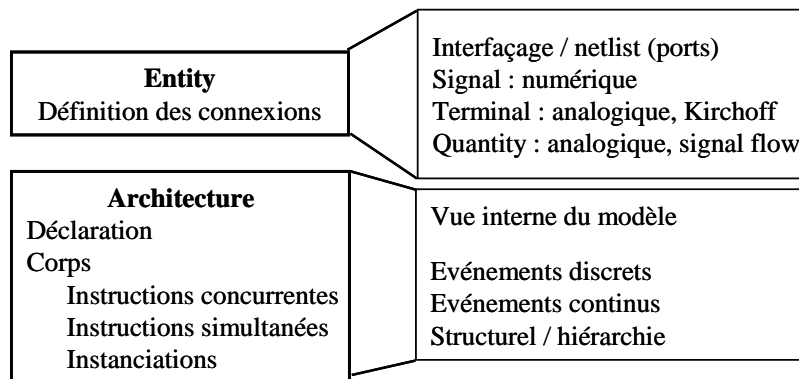 Entity
Définition des connexions
Interfaçage / netlist (ports)
Signal : numérique
Terminal : analogique, Kirchoff
Quantity : analogique, signal flow
Architecture
Déclaration
Corps
Instructions concurrentes
Instructions simultanées
Instanciations
Vue interne du modèle
Evénements discrets
Evénements continus
Structurel / hiérarchie